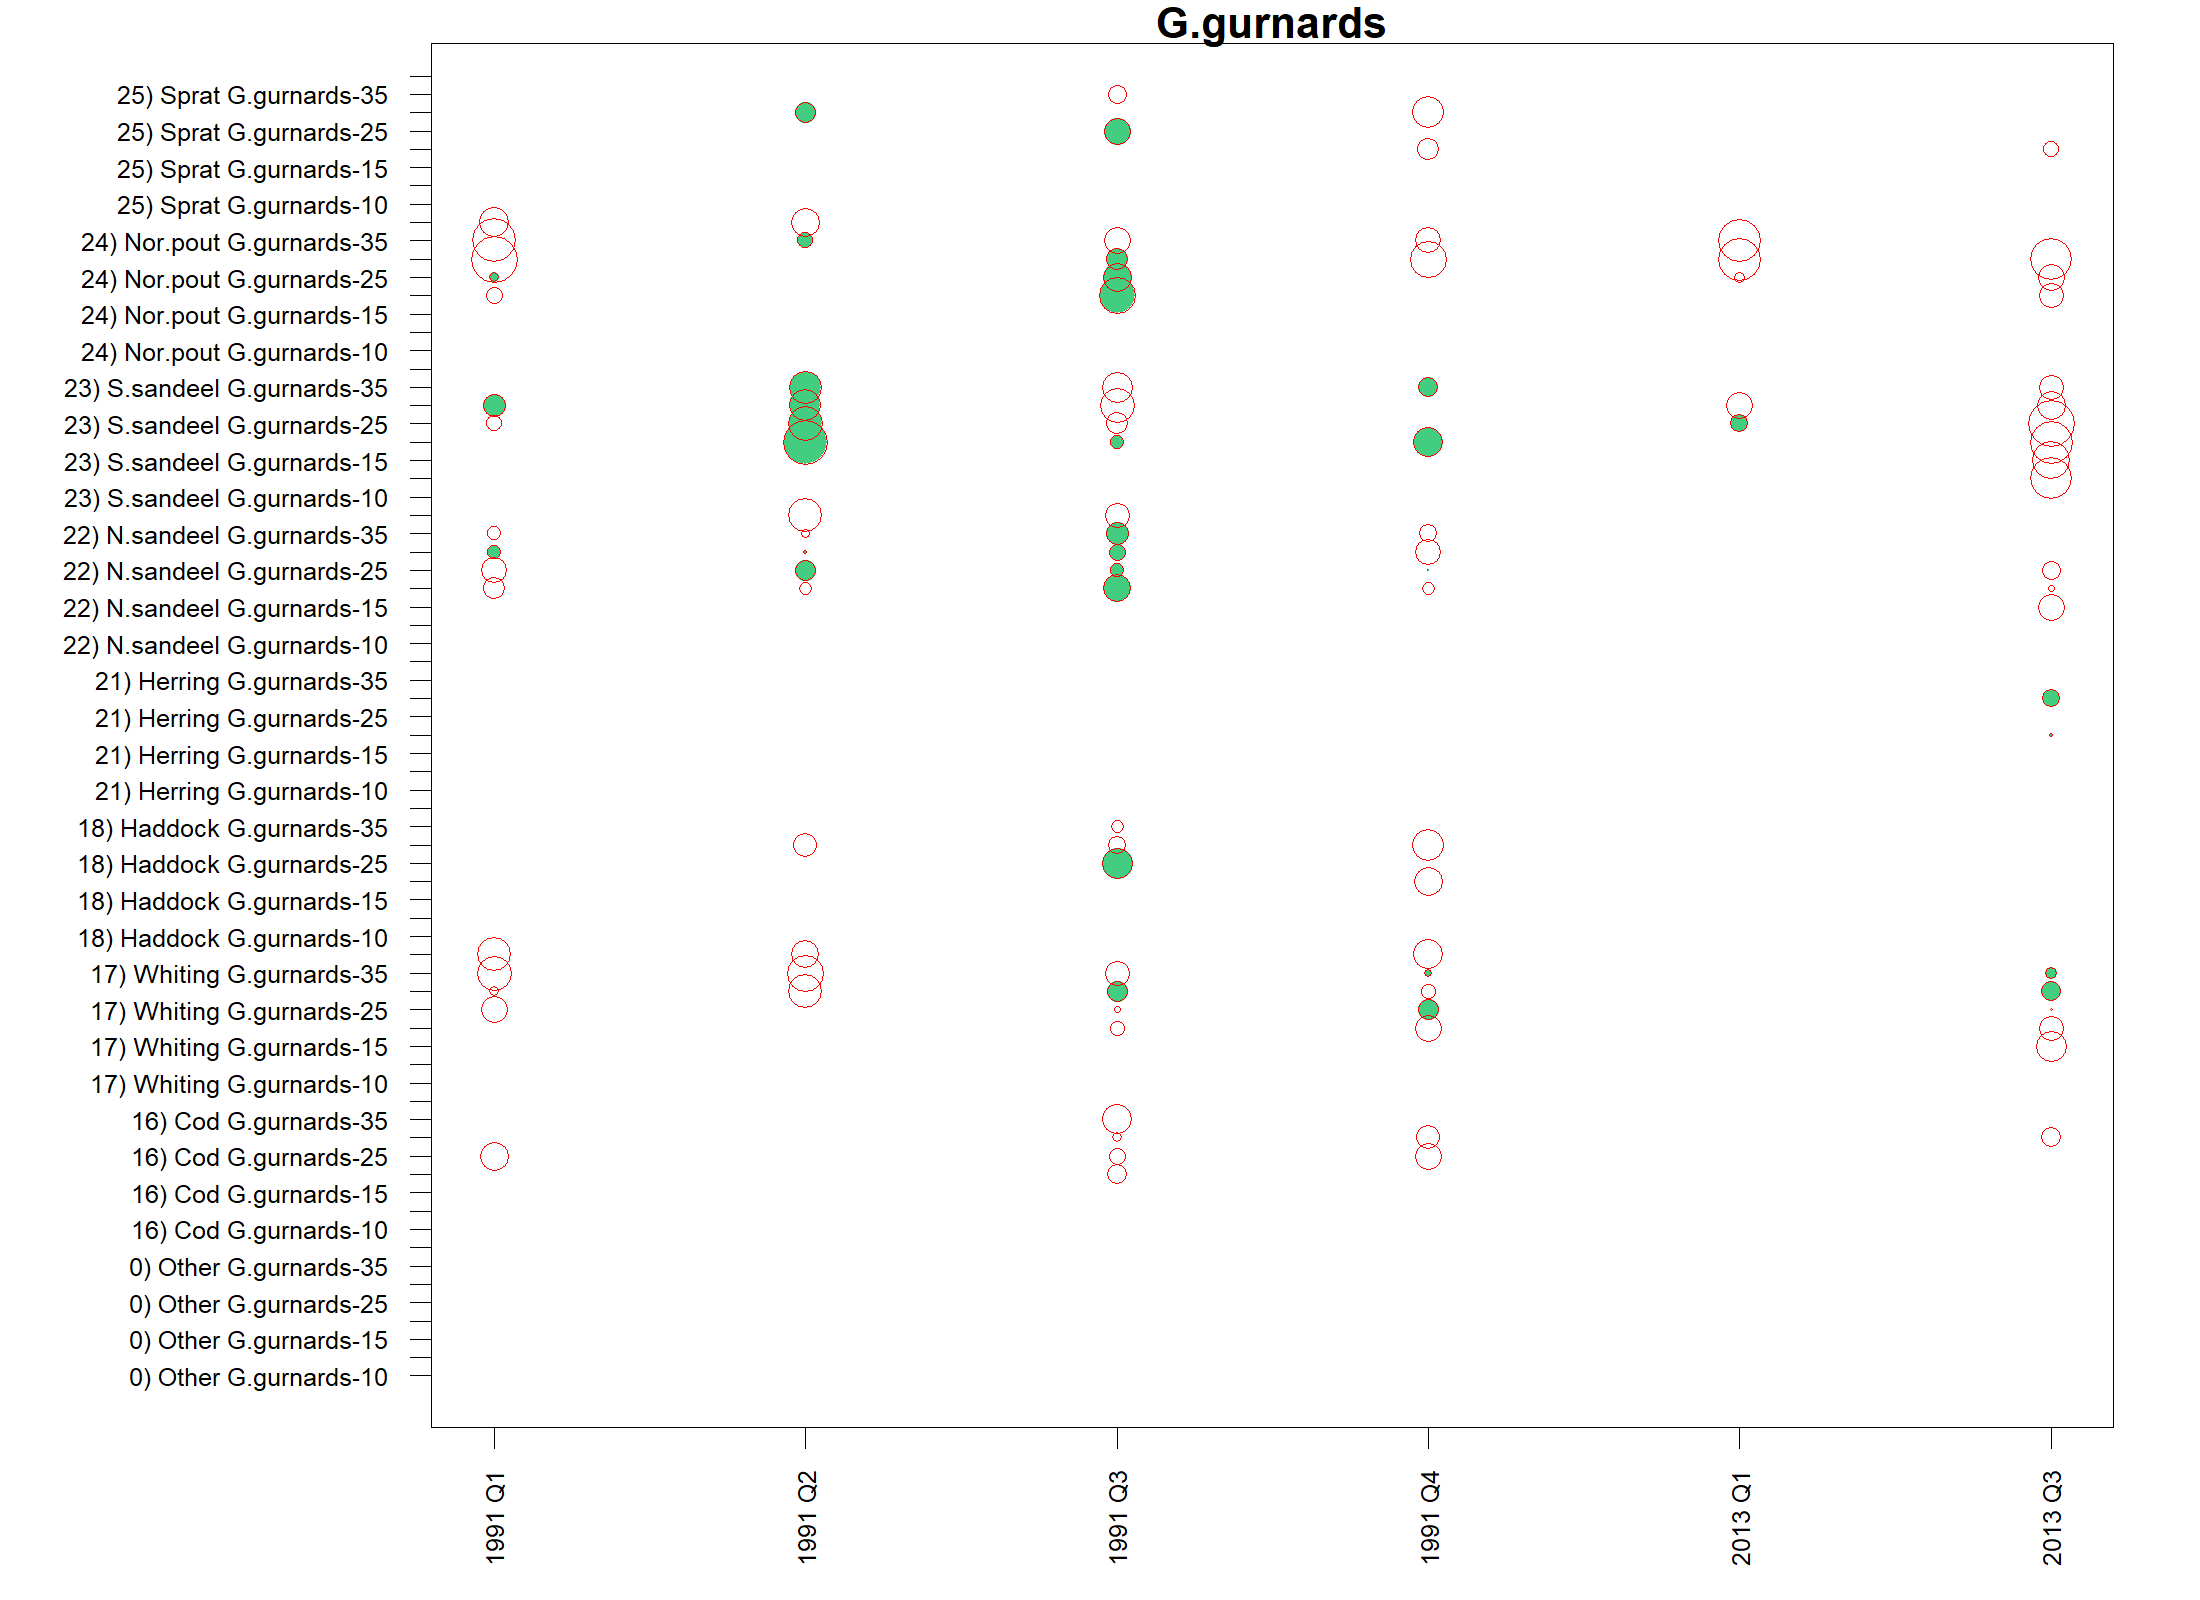 G.gurnards
25) Sprat G.gurnards-35
25) Sprat G.gurnards-25
25) Sprat G.gurnards-15
25) Sprat G.gurnards-10
24) Nor.pout G.gurnards-35
24) Nor.pout G.gurnards-25
24) Nor.pout G.gurnards-15
24) Nor.pout G.gurnards-10
23) S.sandeel G.gurnards-35
23) S.sandeel G.gurnards-25
23) S.sandeel G.gurnards-15
23) S.sandeel G.gurnards-10
22) N.sandeel G.gurnards-35
22) N.sandeel G.gurnards-25
22) N.sandeel G.gurnards-15
22) N.sandeel G.gurnards-10
21) Herring G.gurnards-35
21) Herring G.gurnards-25
21) Herring G.gurnards-15
21) Herring G.gurnards-10
18) Haddock G.gurnards-35
18) Haddock G.gurnards-25
18) Haddock G.gurnards-15
18) Haddock G.gurnards-10
17) Whiting G.gurnards-35
17) Whiting G.gurnards-25
17) Whiting G.gurnards-15
17) Whiting G.gurnards-10
16) Cod G.gurnards-35
16) Cod G.gurnards-25
16) Cod G.gurnards-15
16) Cod G.gurnards-10
0) Other G.gurnards-35
0) Other G.gurnards-25
0) Other G.gurnards-15
0) Other G.gurnards-10
1991 Q1
1991 Q2
1991 Q3
1991 Q4
2013 Q1
2013 Q3